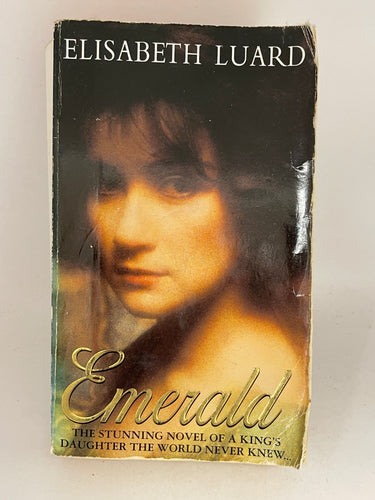 ELISABETH LUARD
Emerald
THE STUNNING NOVEL OF A KING'S
DAUGHTER THE WORLD NEVER KNEW...